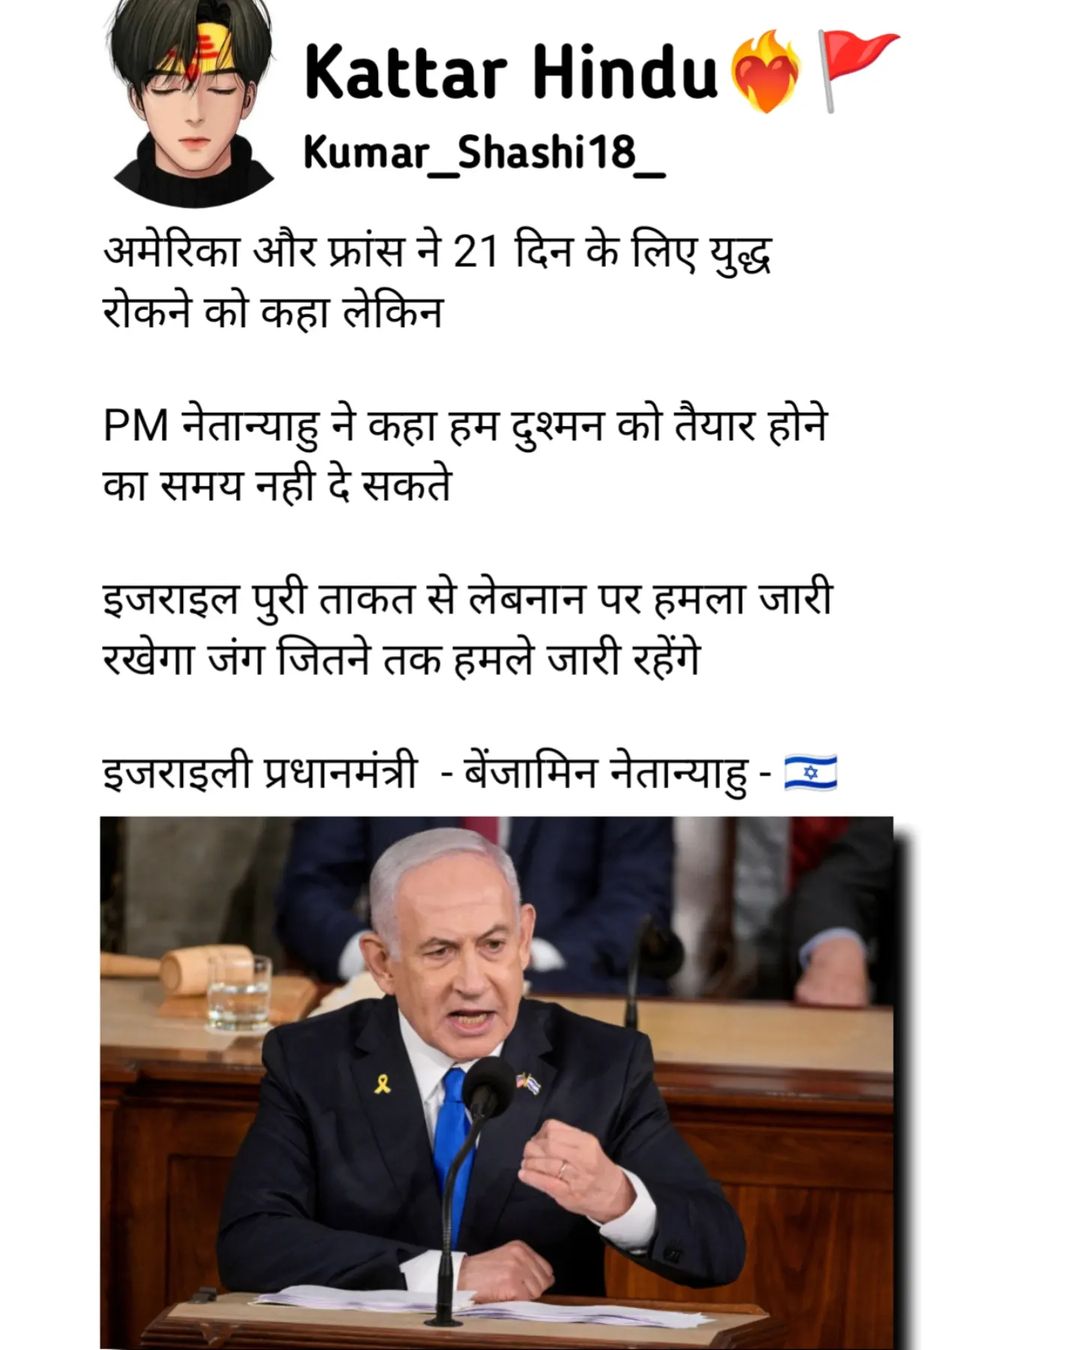 Kattar Hindu❤️‍🔥🚩
Kumar_Shashi18_
अमेरिका और फ्रांस ने 21 दिन के लिए युद्ध
रोकने को कहा लेकिन
PM नेतान्याहु ने कहा हम दुश्मन को तैयार होने
का समय नही दे सकते
इजराइल पुरी ताकत से लेबनान पर हमला जारी
रखेगा जंग जितने तक हमले जारी रहेंगे
इजराइली प्रधानमंत्री - बेंजामिन नेतान्याहु - 🇮🇱